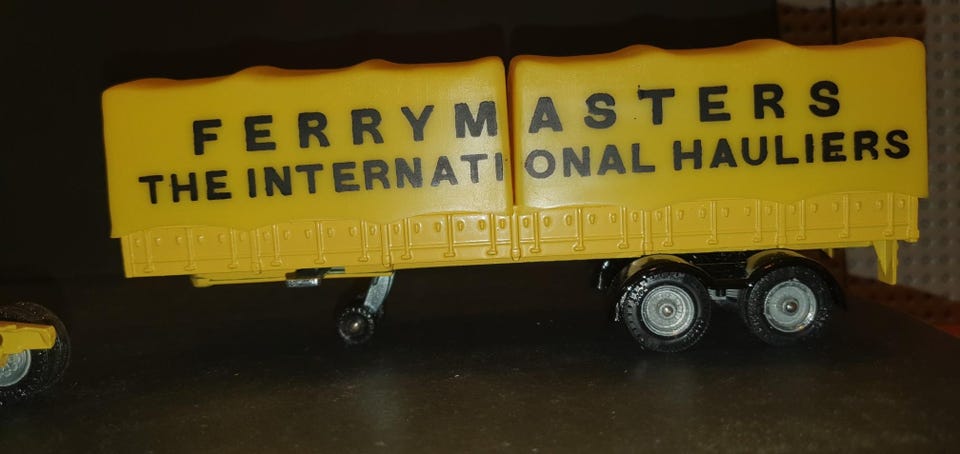 FERRYMASTERS
THE INTERNATIONAL HAULIERS